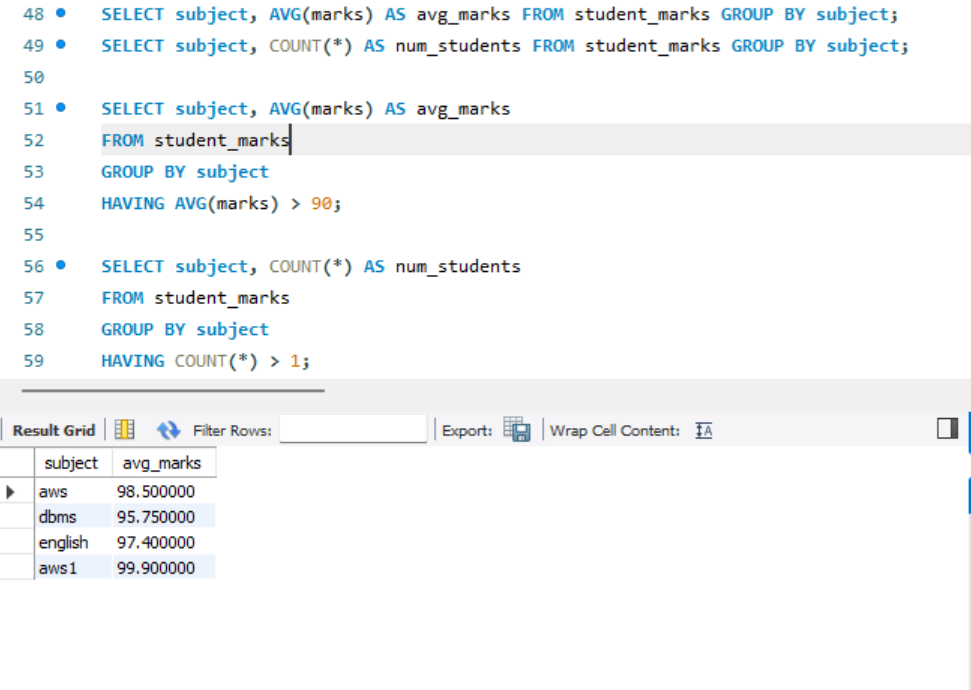 48 SELECT subject, AVG(marks) AS avg_marks FROM student_marks GROUP BY subject;
49 SELECT subject, COUNT(*) AS num_students FROM student_marks GROUP BY subject;
50
51 SELECT subject, AVG(marks) AS avg_marks
52 FROM student_marks
53 GROUP BY subject
54 HAVING AVG(marks) > 90;
55
56 SELECT subject, COUNT(*) AS num_students
57 FROM student_marks
58 GROUP BY subject
59 HAVING COUNT(*) > 1;
Result Grid Filter Rows: Export: Wrap Cell Content: IA
subject avg_marks
aws 98.500000
dbms 95.750000
english 97.400000
aws1 99.900000